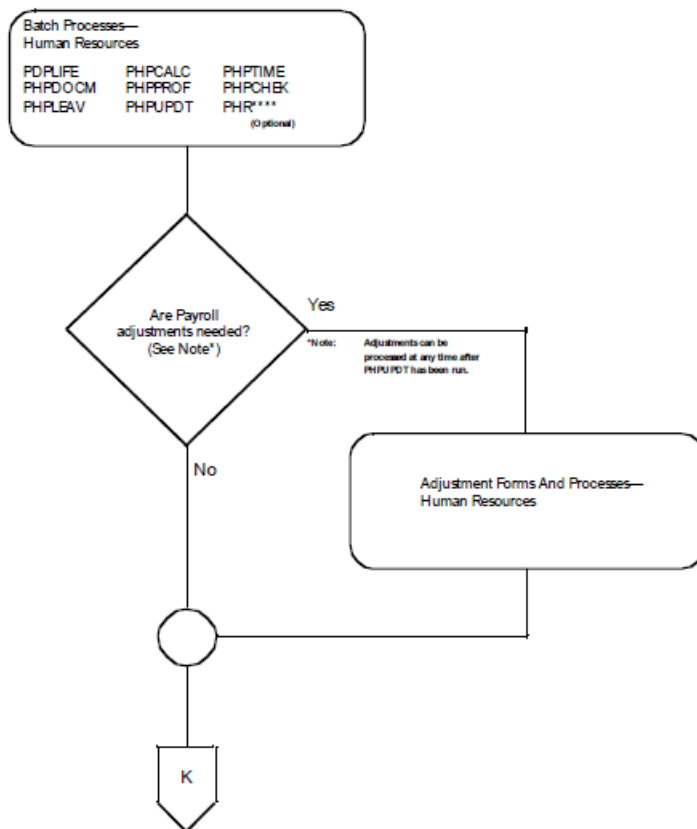 Batch Processes—
Human Resources
PDPLIFE PHPCALC PHPTIME
PHPDOCM PHPPROF PHPCHEK
PHPLEAV PHPUPDT PHR****
(Optional)
Are Payroll
adjustments needed?
(See Note*)
Yes
*Note: Adjustments can be
processed at any time after
PHPUPDT has been run.
No
Adjustment Forms And Processes—
Human Resources
K